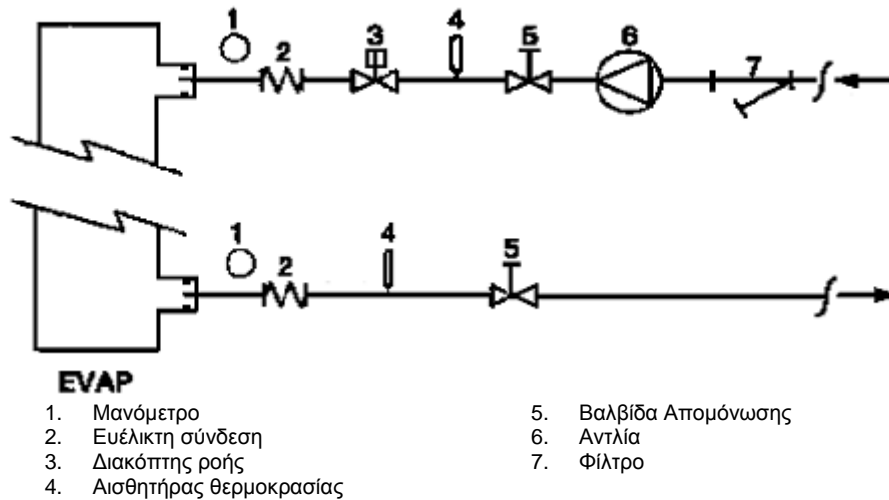 1 2 3 4 5 6 7
1 2 4 5
EVAP
1. Μανόμετρο
2. Ευέλικτη σύνδεση
3. Διακόπτης ροής
4. Αισθητήρας θερμοκρασίας
5. Βαλβίδα Απομόνωσης
6. Αντλία
7. Φίλτρο